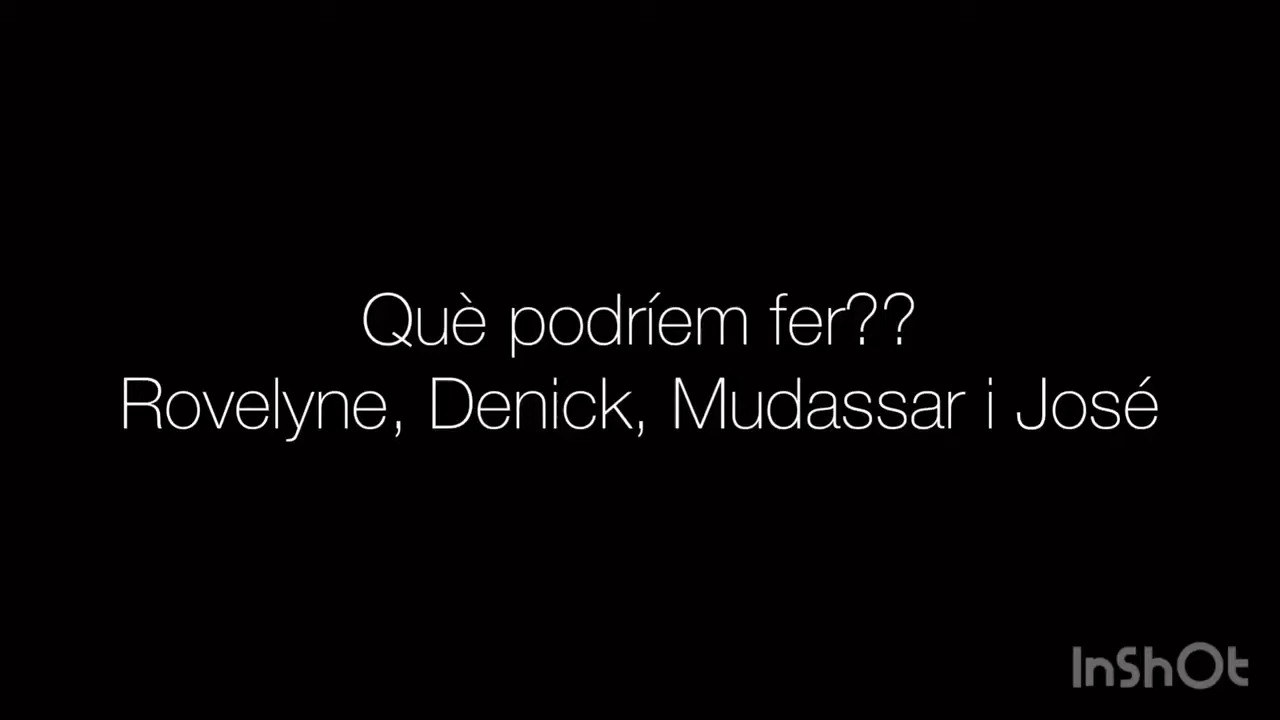 Què podríem fer??
Rovelyne, Denick, Mudassar i José
InShOt